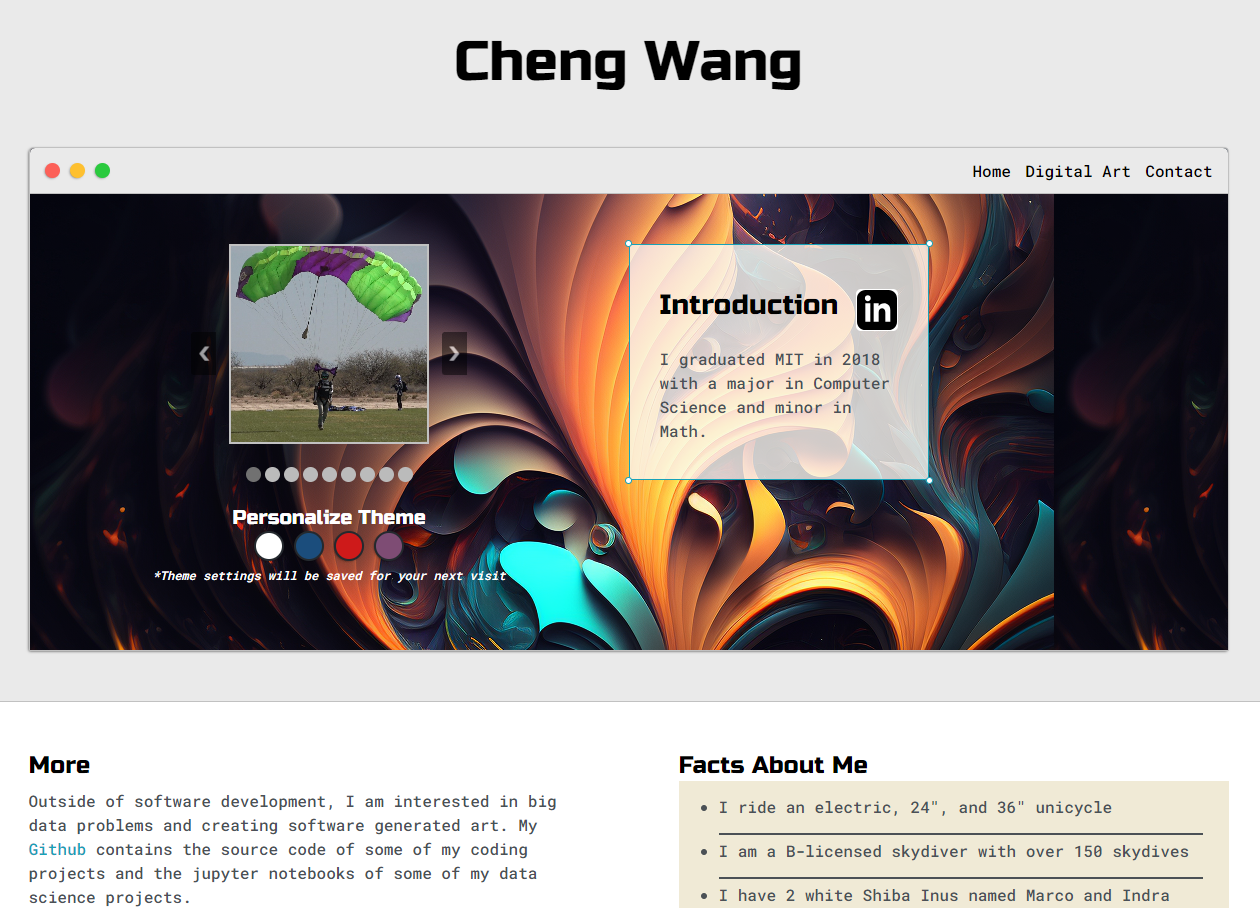 Cheng Wang
Home Digital Art Contact
Introduction in
I graduated MIT in 2018
with a major in Computer
Science and minor in
Math.
Personalize Theme
*Theme settings will be saved for your next visit
More
Outside of software development, I am interested in big
data problems and creating software generated art. My
Github contains the source code of some of my coding
projects and the jupyter notebooks of some of my data
science projects.
Facts About Me
I ride an electric, 24", and 36" unicycle
I am a B-licensed skydiver with over 150 skydives
I have 2 white Shiba Inus named Marco and Indra